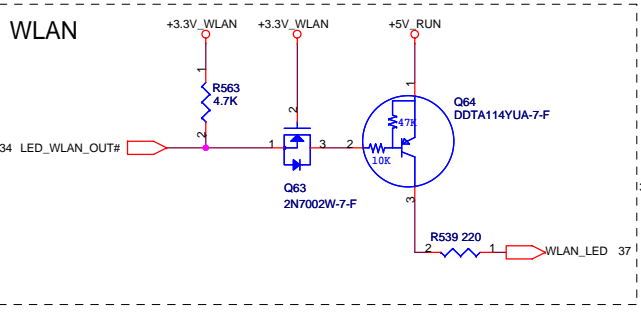 WLAN
+3.3V_WLAN +3.3V_WLAN +5V_RUN
1
R563
4.7K
2
2
1
Q64
DDTA114YUA-7-F
47K
34 LED_WLAN_OUT#
1 3 2
10K
Q63
2N7002W-7-F
3
R539 220
2 1
WLAN_LED 37